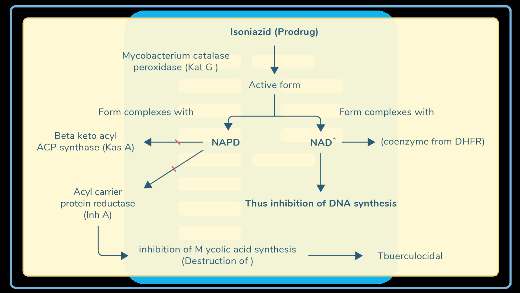 Isoniazid (Prodrug)
Mycobacterium catalase
peroxidase (Kat G )
Active form
Form complexes with
Form complexes with
Beta keto acyl
ACP synthase (Kas A)
NAPD
NAD+
(coenzyme from DHFR)
Acyl carrier
protein reductase
(Inh A)
Thus inhibition of DNA synthesis
inhibition of M ycolic acid synthesis
(Destruction of )
Tbuerculocidal